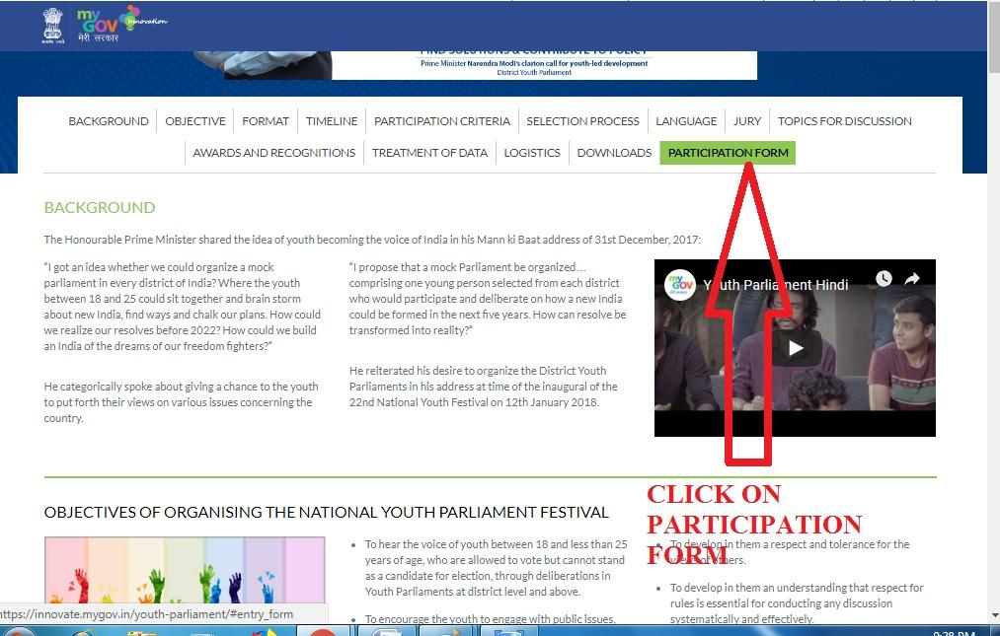 my
GOV Innovation
मेरी सरकार
सत्यमेव जयते
FIND SOLUTIONS & CONTRIBUTE TO POLICY
Prime Minister Narendra Modi's clarion call for youth-led development
District Youth Parliament
BACKGROUND OBJECTIVE FORMAT TIMELINE PARTICIPATION CRITERIA SELECTION PROCESS LANGUAGE JURY TOPICS FOR DISCUSSION
AWARDS AND RECOGNITIONS TREATMENT OF DATA LOGISTICS DOWNLOADS PARTICIPATION FORM
BACKGROUND
The Honourable Prime Minister shared the idea of youth becoming the voice of India in his Mann ki Baat address of 31st December, 2017:
“I got an idea whether we could organize a mock
parliament in every district of India? Where the youth
between 18 and 25 could sit together and brain storm
about new India, find ways and chalk our plans. How could
we realize our resolves before 2022? How could we build
an India of the dreams of our freedom fighters?”
He categorically spoke about giving a chance to the youth
to put forth their views on various issues concerning the
country.
“I propose that a mock Parliament be organized…
comprising one young person selected from each district
who would participate and deliberate on how a new India
could be formed in the next five years. How can resolve be
transformed into reality?”
He reiterated his desire to organize the District Youth
Parliaments in his address at time of the inaugural of the
22nd National Youth Festival on 12th January 2018.
my
GOV
मेरी सरकार
Youth Parliament Hindi
CLICK ON
PARTICIPATION
FORM
OBJECTIVES OF ORGANISING THE NATIONAL YOUTH PARLIAMENT FESTIVAL
• To hear the voice of youth between 18 and less than 25
years of age, who are allowed to vote but cannot stand
as a candidate for election, through deliberations in
Youth Parliaments at district level and above.
• To encourage the youth to engage with public issues,
• To develop in them a respect and tolerance for the
views of others.
• To develop in them an understanding that respect for
rules is essential for conducting any discussion
systematically and effectively.
https://innovate.mygov.in/youth-parliament/#entry_form
9:28 PM